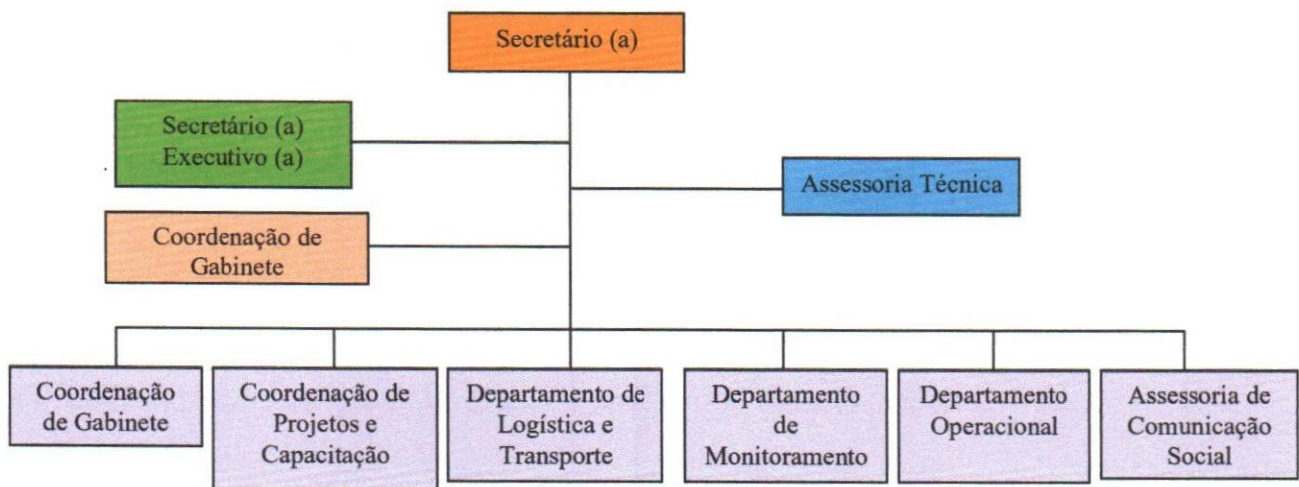 Secretário (a)
Secretário (a)
Executivo (a)
Assessoria Técnica
Coordenação de
Gabinete
Coordenação
de Gabinete
Coordenação de
Projetos e
Capacitação
Departamento de
Logística e
Transporte
Departamento
de
Monitoramento
Departamento
Operacional
Assessoria de
Comunicação
Social